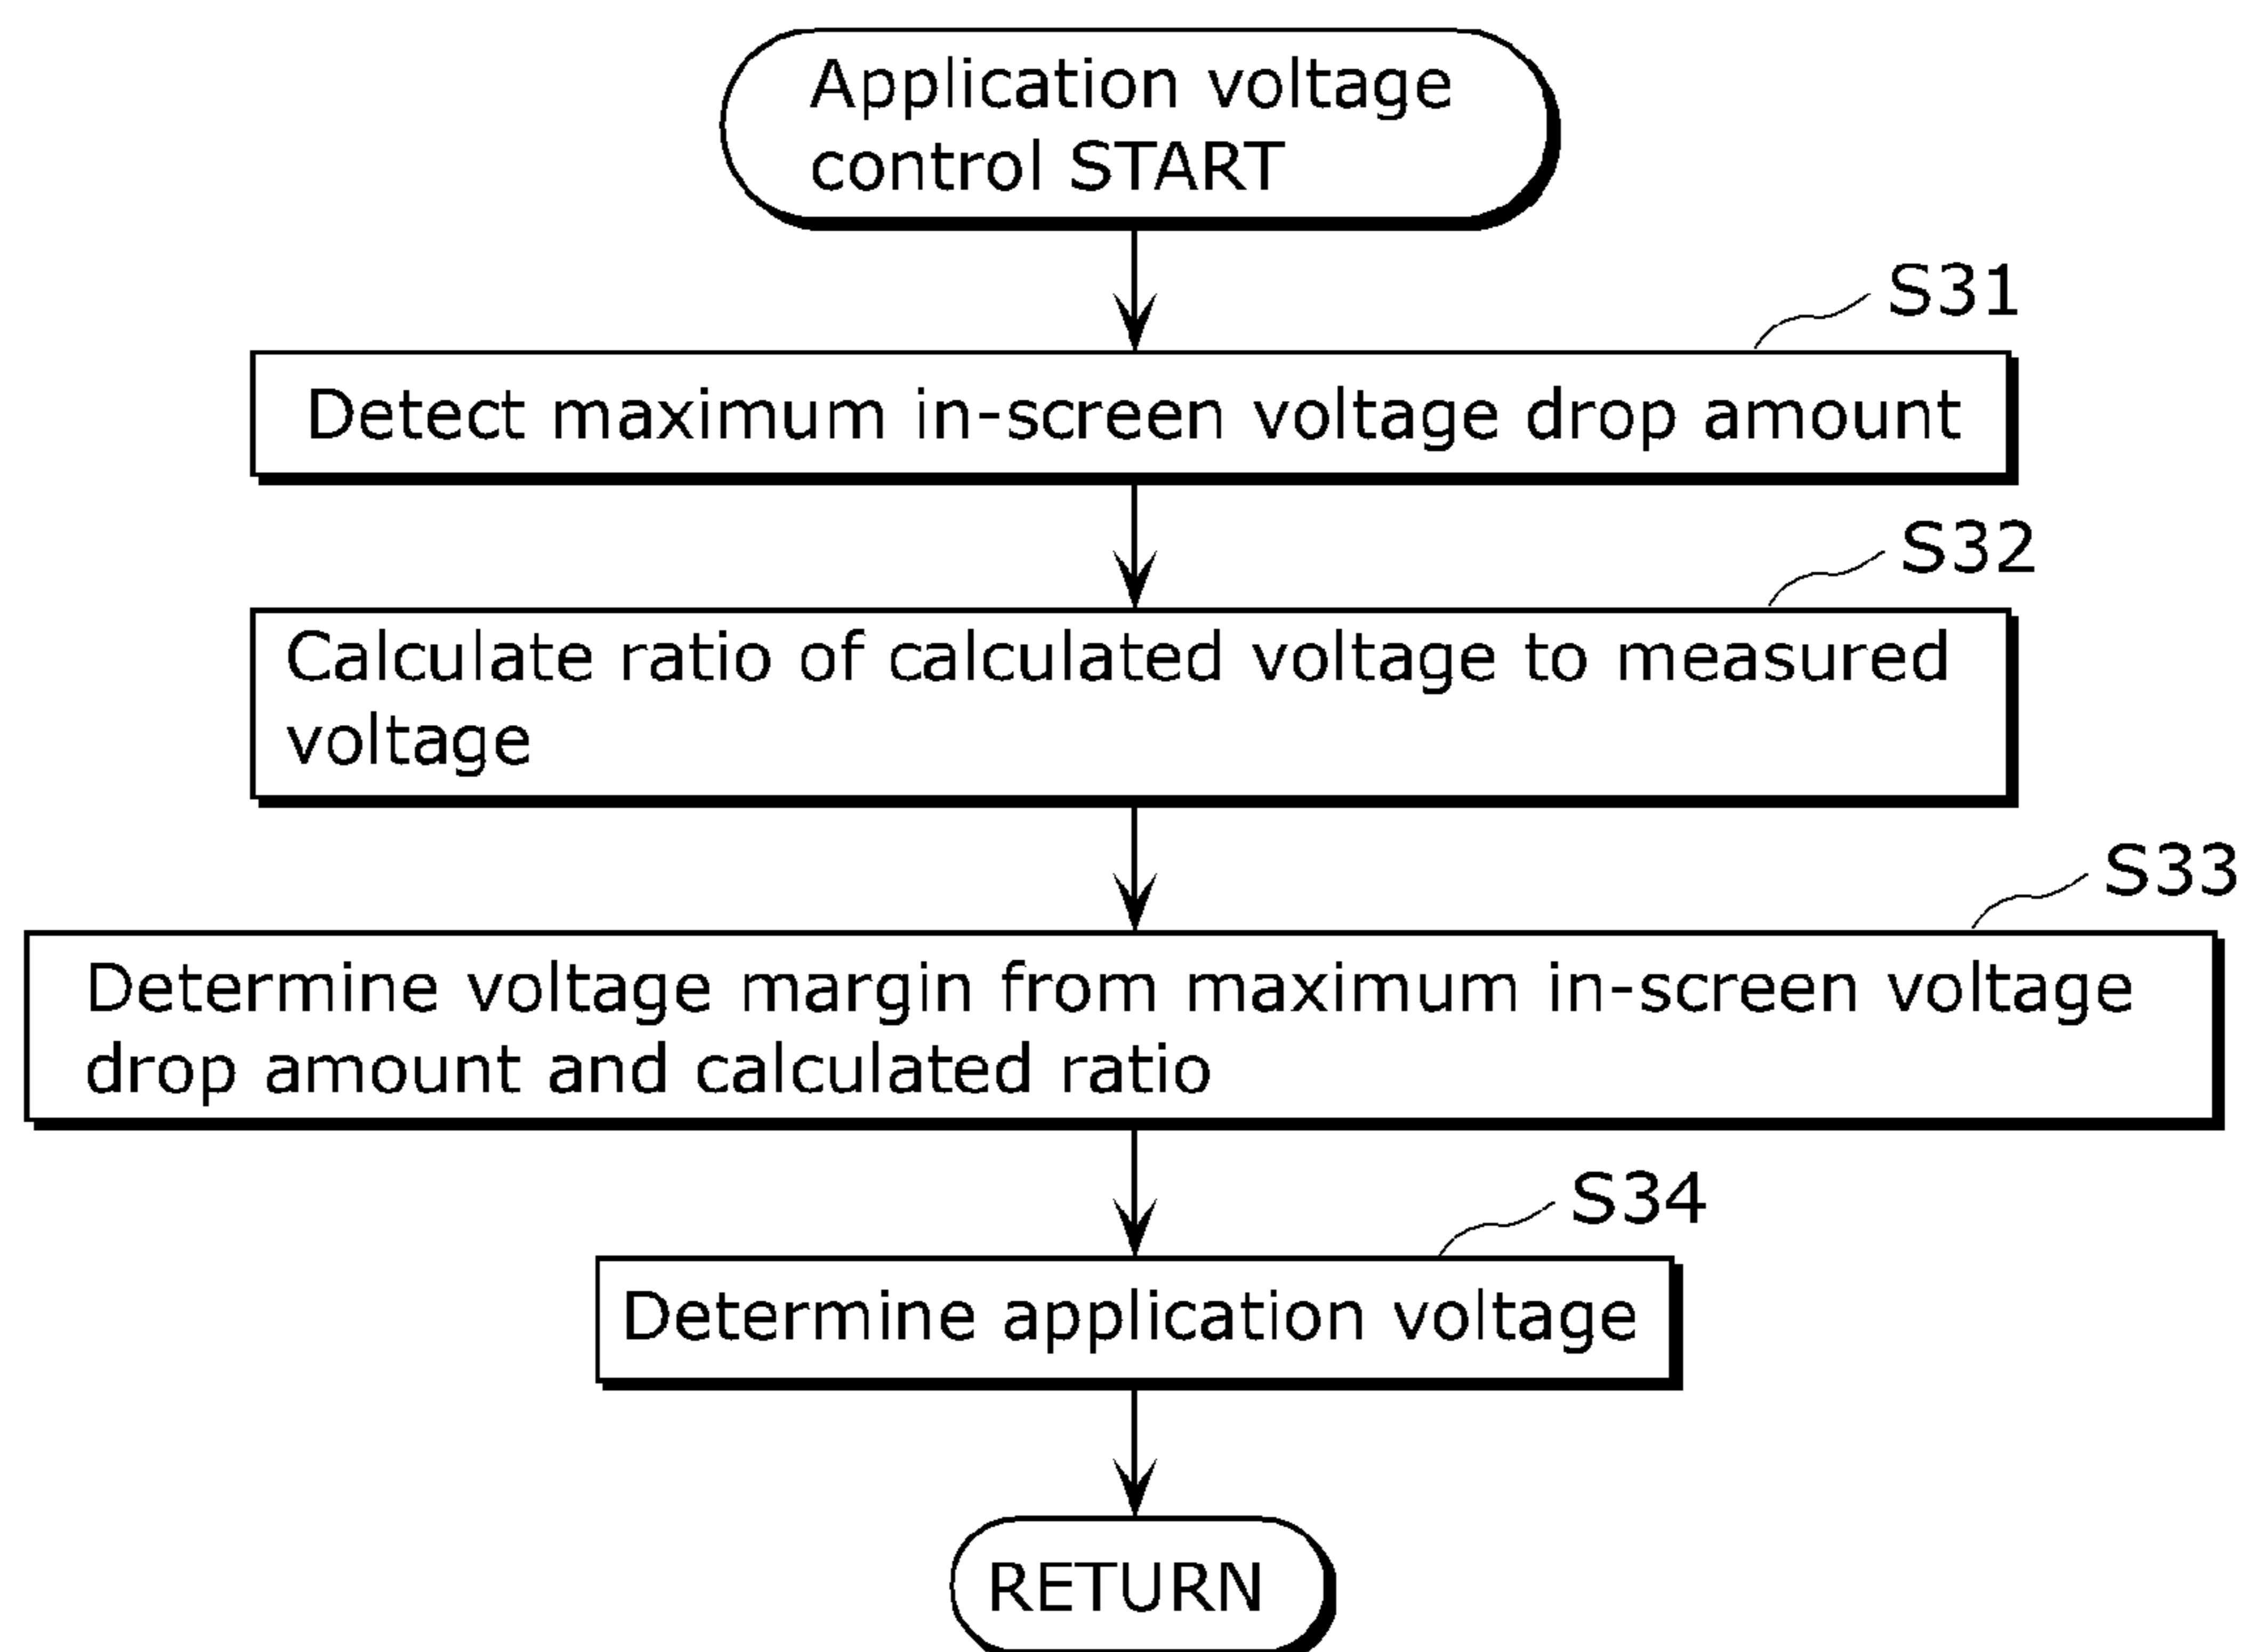 Application voltage
control START
S31
Detect maximum in-screen voltage drop amount
S32
Calculate ratio of calculated voltage to measured
voltage
S33
Determine voltage margin from maximum in-screen voltage
drop amount and calculated ratio
S34
Determine application voltage
RETURN